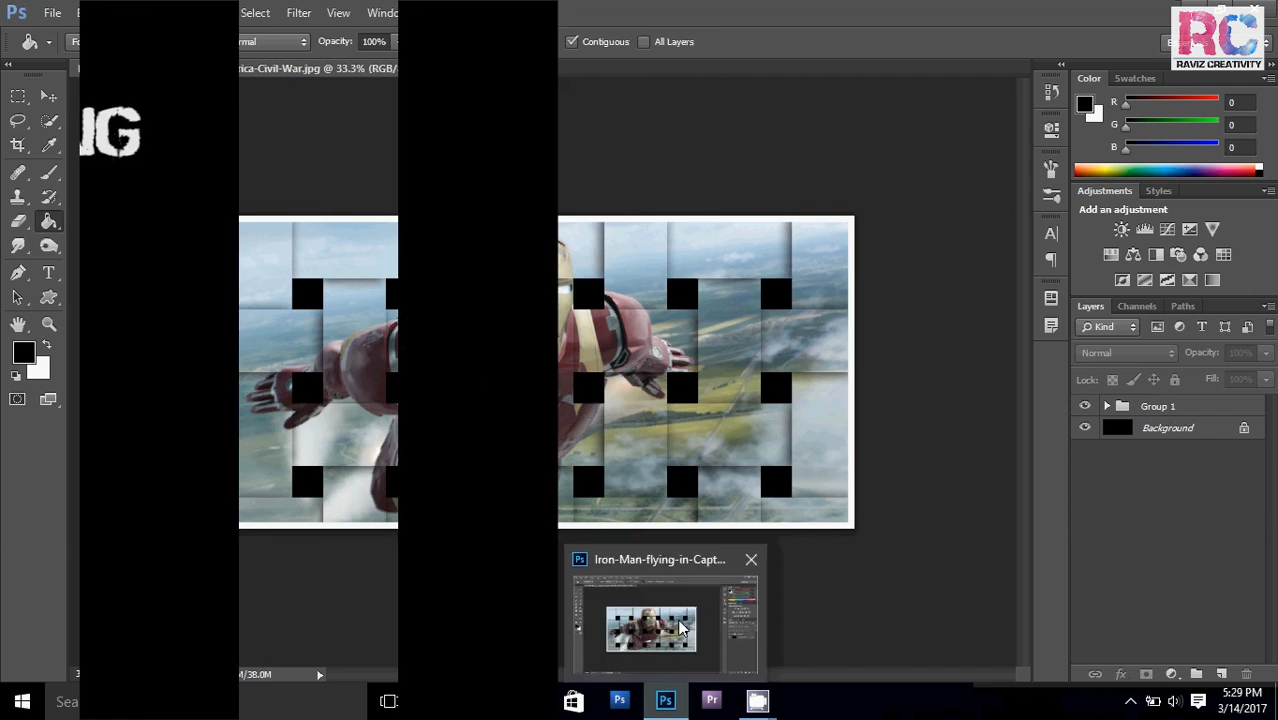 Ps File Select Filter View Windo
RC
RAVIZ CREATIVITY
Opacity: 100% Contiguous All Layers
rica-Civil-War.jpg @ 33.3% (RGB/
NG
Color Swatches
R 0
G 0
B 0
Adjustments Styles
Add an adjustment
Layers Channels Paths
Kind
Normal Opacity: 100%
Lock: Fill: 100%
Group 1
Background
Ps Iron-Man-flying-in-Capt...
/38.0M
Sea Ps Ps Pr
5:29 PM
3/14/2017